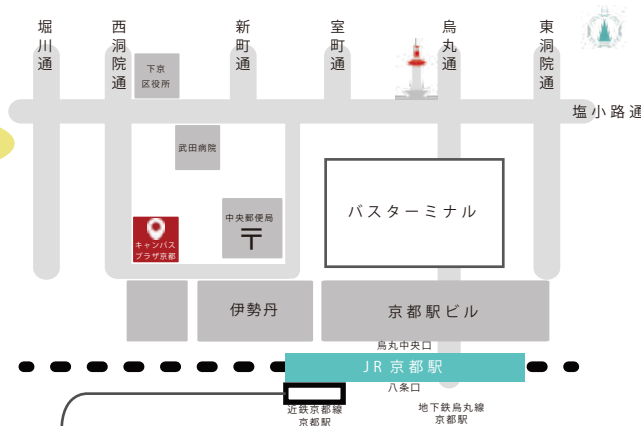 堀川通
西洞院通
新町通
室町通
烏丸通
東洞院通
下京
区役所
塩小路通
武田病院
中央郵便局
〒
キャンパス
プラザ京都
バスターミナル
伊勢丹
京都駅ビル
烏丸中央口
JR 京都駅
八条口
近鉄京都線
京都駅
地下鉄烏丸線
京都駅